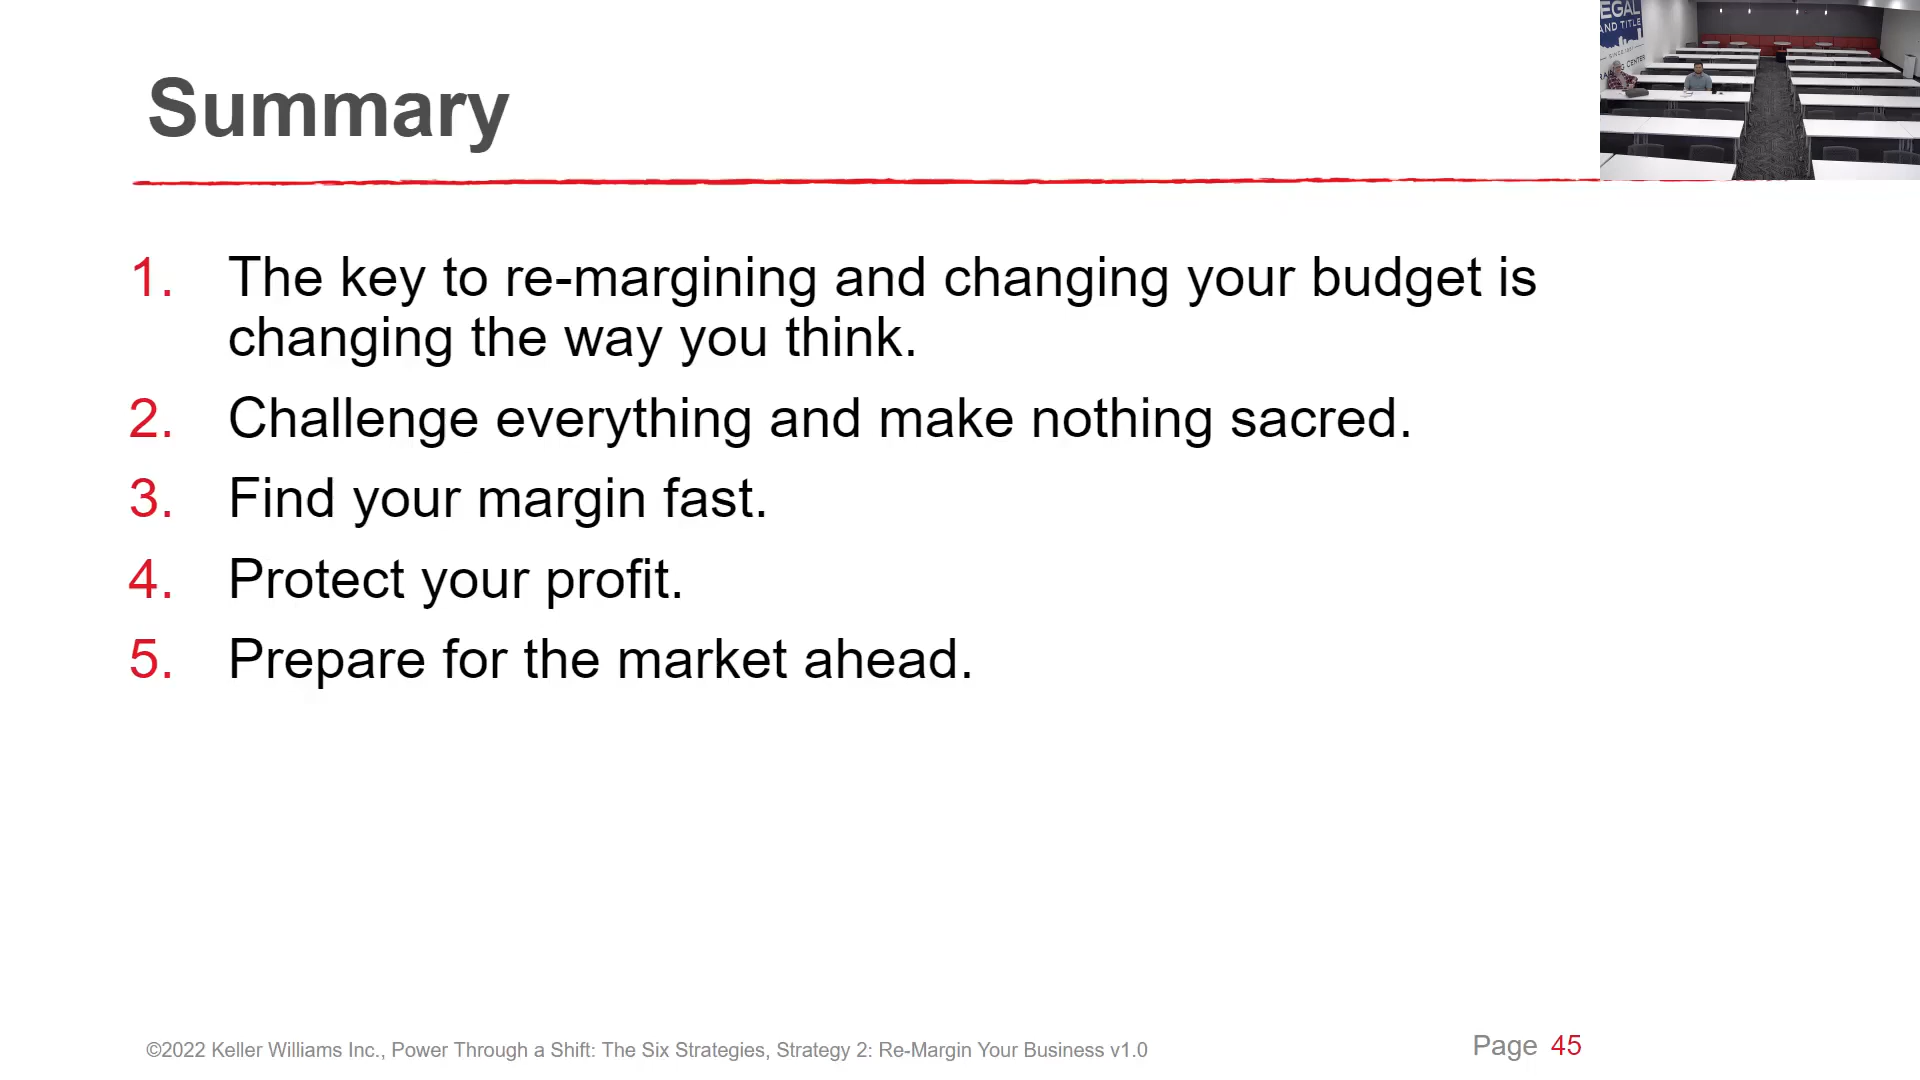 EGAL
AND TITLE
Summary
1. The key to re-margining and changing your budget is
changing the way you think.
2. Challenge everything and make nothing sacred.
3. Find your margin fast.
4. Protect your profit.
5. Prepare for the market ahead.
©2022 Keller Williams Inc., Power Through a Shift: The Six Strategies, Strategy 2: Re-Margin Your Business v1.0
Page 45